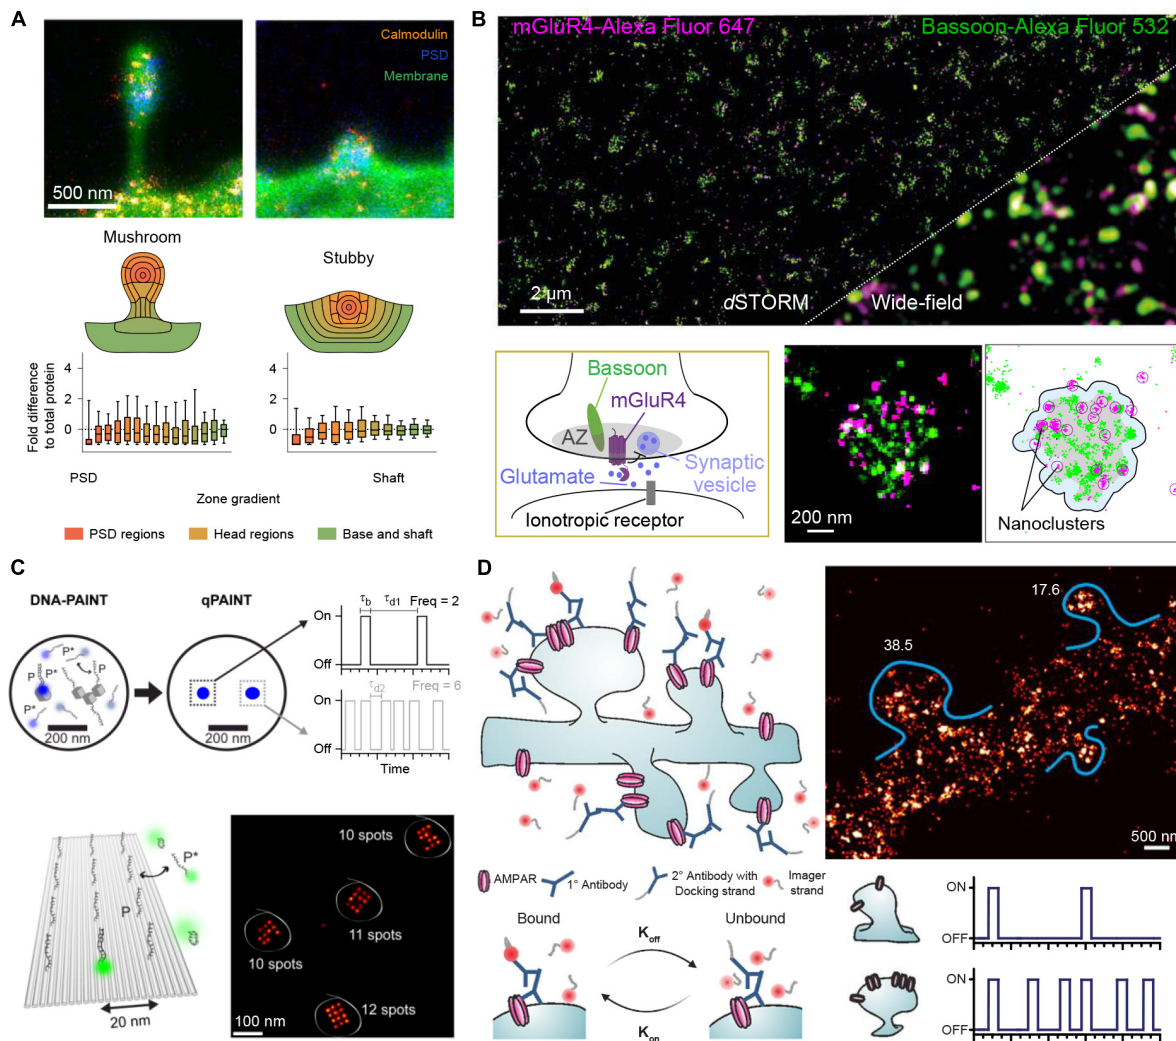 A
Calmodulin
PSD
Membrane
500 nm
Mushroom
Stubby
Fold difference
to total protein
4
2
0
4
2
0
PSD
Shaft
Zone gradient
PSD regions
Head regions
Base and shaft
B
mGluR4-Alexa Fluor 647
Bassoon-Alexa Fluor 532
2 µm
dSTORM
Wide-field
Bassoon
mGluR4
AZ
Glutamate
Synaptic
vesicle
Ionotropic receptor
200 nm
Nanoclusters
C
DNA-PAINT
qPAINT
P*
P*
P
P
P*
200 nm
200 nm
τb
τd1
Freq = 2
On
Off
τd2
Freq = 6
On
Off
Time
P*
P
20 nm
10 spots
11 spots
10 spots
12 spots
100 nm
D
17.6
38.5
500 nm
AMPAR
1° Antibody
2° Antibody with
Docking strand
Imager
strand
Bound
Unbound
Koff
Kon
ON
OFF
ON
OFF